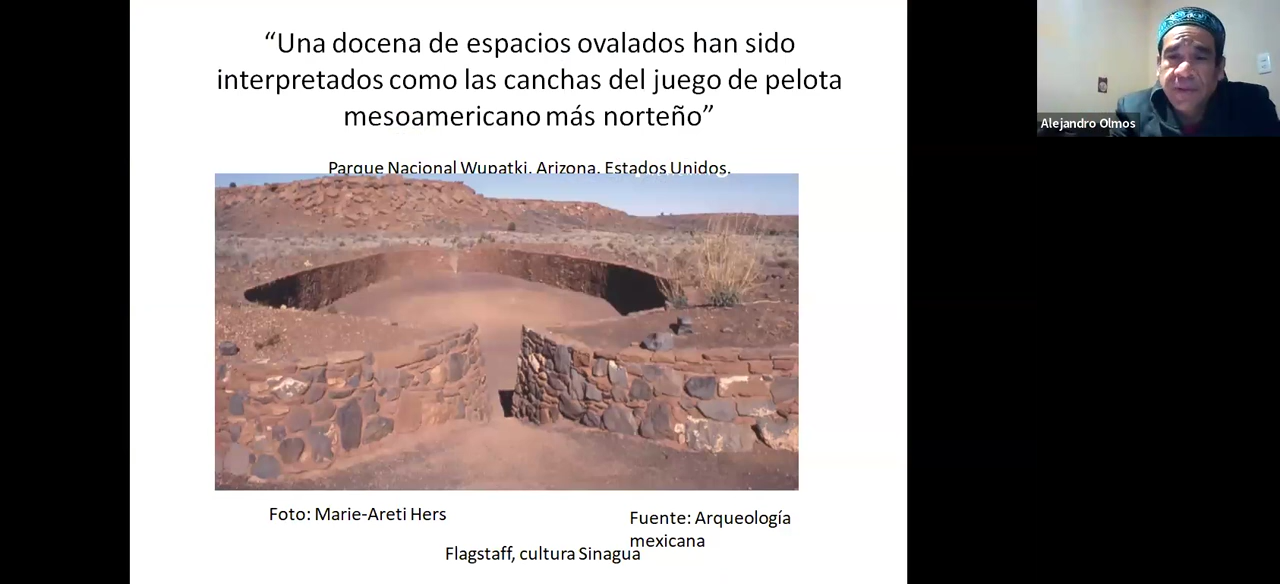 “Una docena de espacios ovalados han sido
interpretados como las canchas del juego de pelota
mesoamericano más norteño”
Alejandro Olmos
Parque Nacional Wupatki, Arizona, Estados Unidos.
Foto: Marie-Areti Hers
Fuente: Arqueología
mexicana
Flagstaff, cultura Sinagua